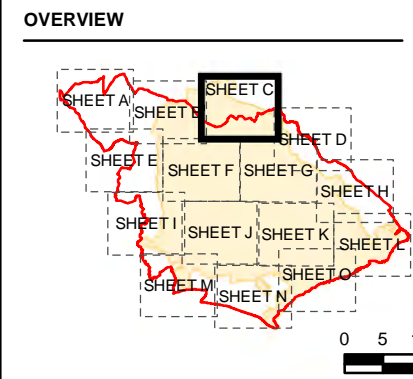 OVERVIEW
SHEET C
SHEET A
SHEET B
SHEET D
SHEET E
SHEET F
SHEET G
SHEET H
SHEET I
SHEET J
SHEET K
SHEET L
SHEET O
SHEET M
SHEET N
0 5